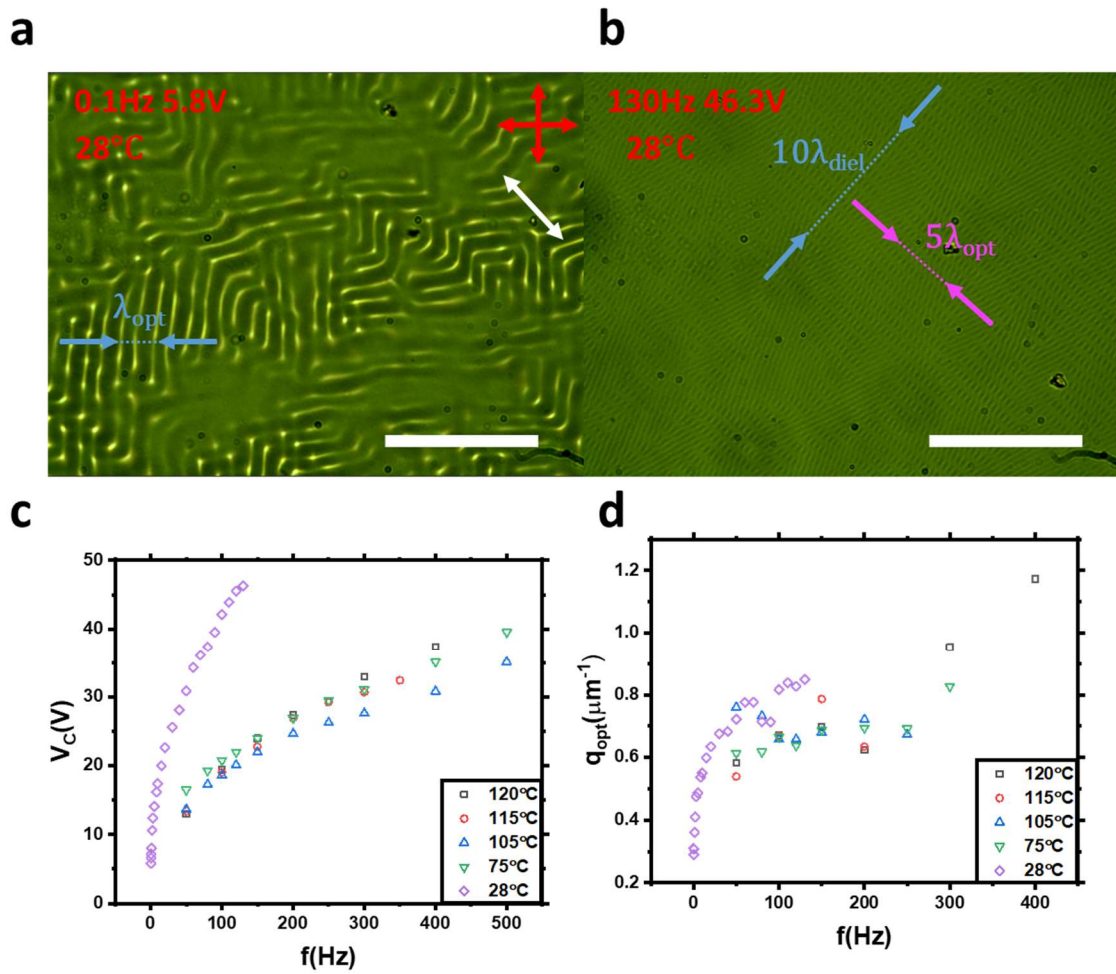 a
0.1Hz 5.8V
28°C
λopt
b
130Hz 46.3V
28°C
10λdiel
5λopt
c
50
40
30
20
10
0
VC(V)
0 100 200 300 400 500
f(Hz)
120°C
115°C
105°C
75°C
28°C
d
1.2
1.0
0.8
0.6
0.4
0.2
qopt(μm-1)
0 100 200 300 400
f(Hz)
120°C
115°C
105°C
75°C
28°C